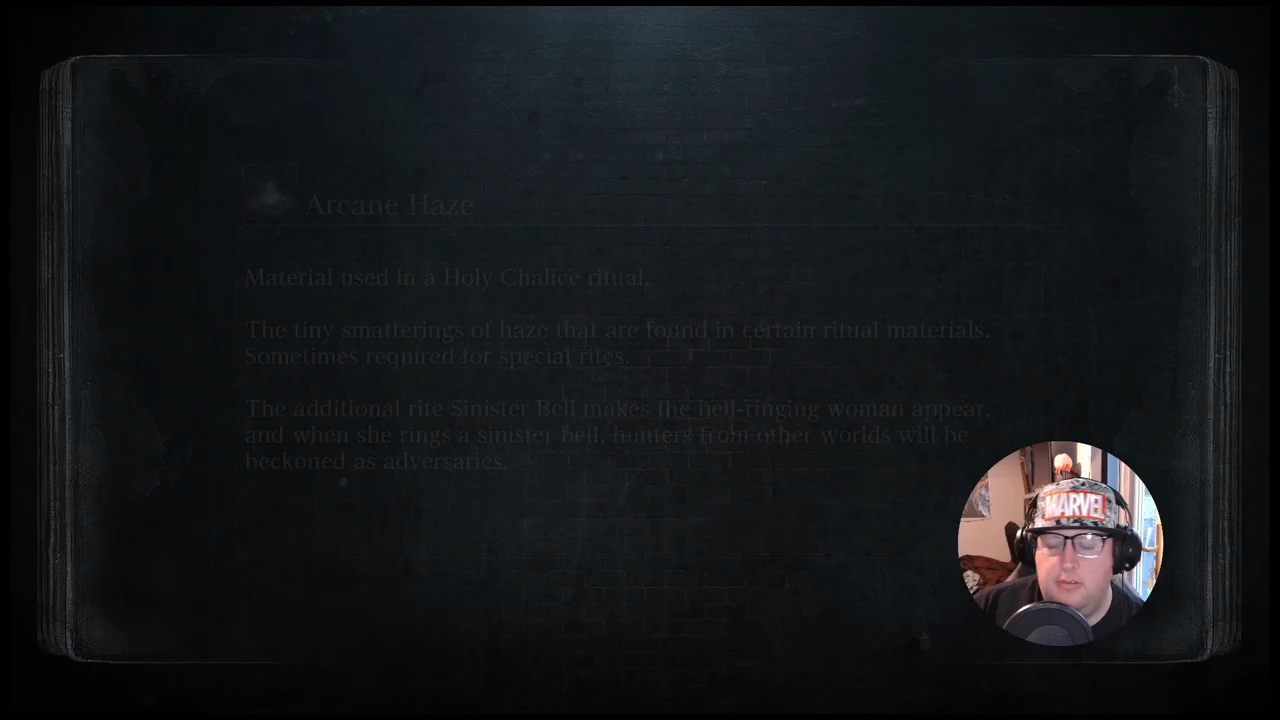 Arcane Haze
Material used in a Holy Chalice ritual.
The tiny smatterings of haze that are found in certain ritual materials.
Sometimes required for special rites.
The additional rite Sinister Bell makes the bell-ringing woman appear,
and when she rings a sinister bell, hunters from other worlds will be
beckoned as adversaries.
MARVEL